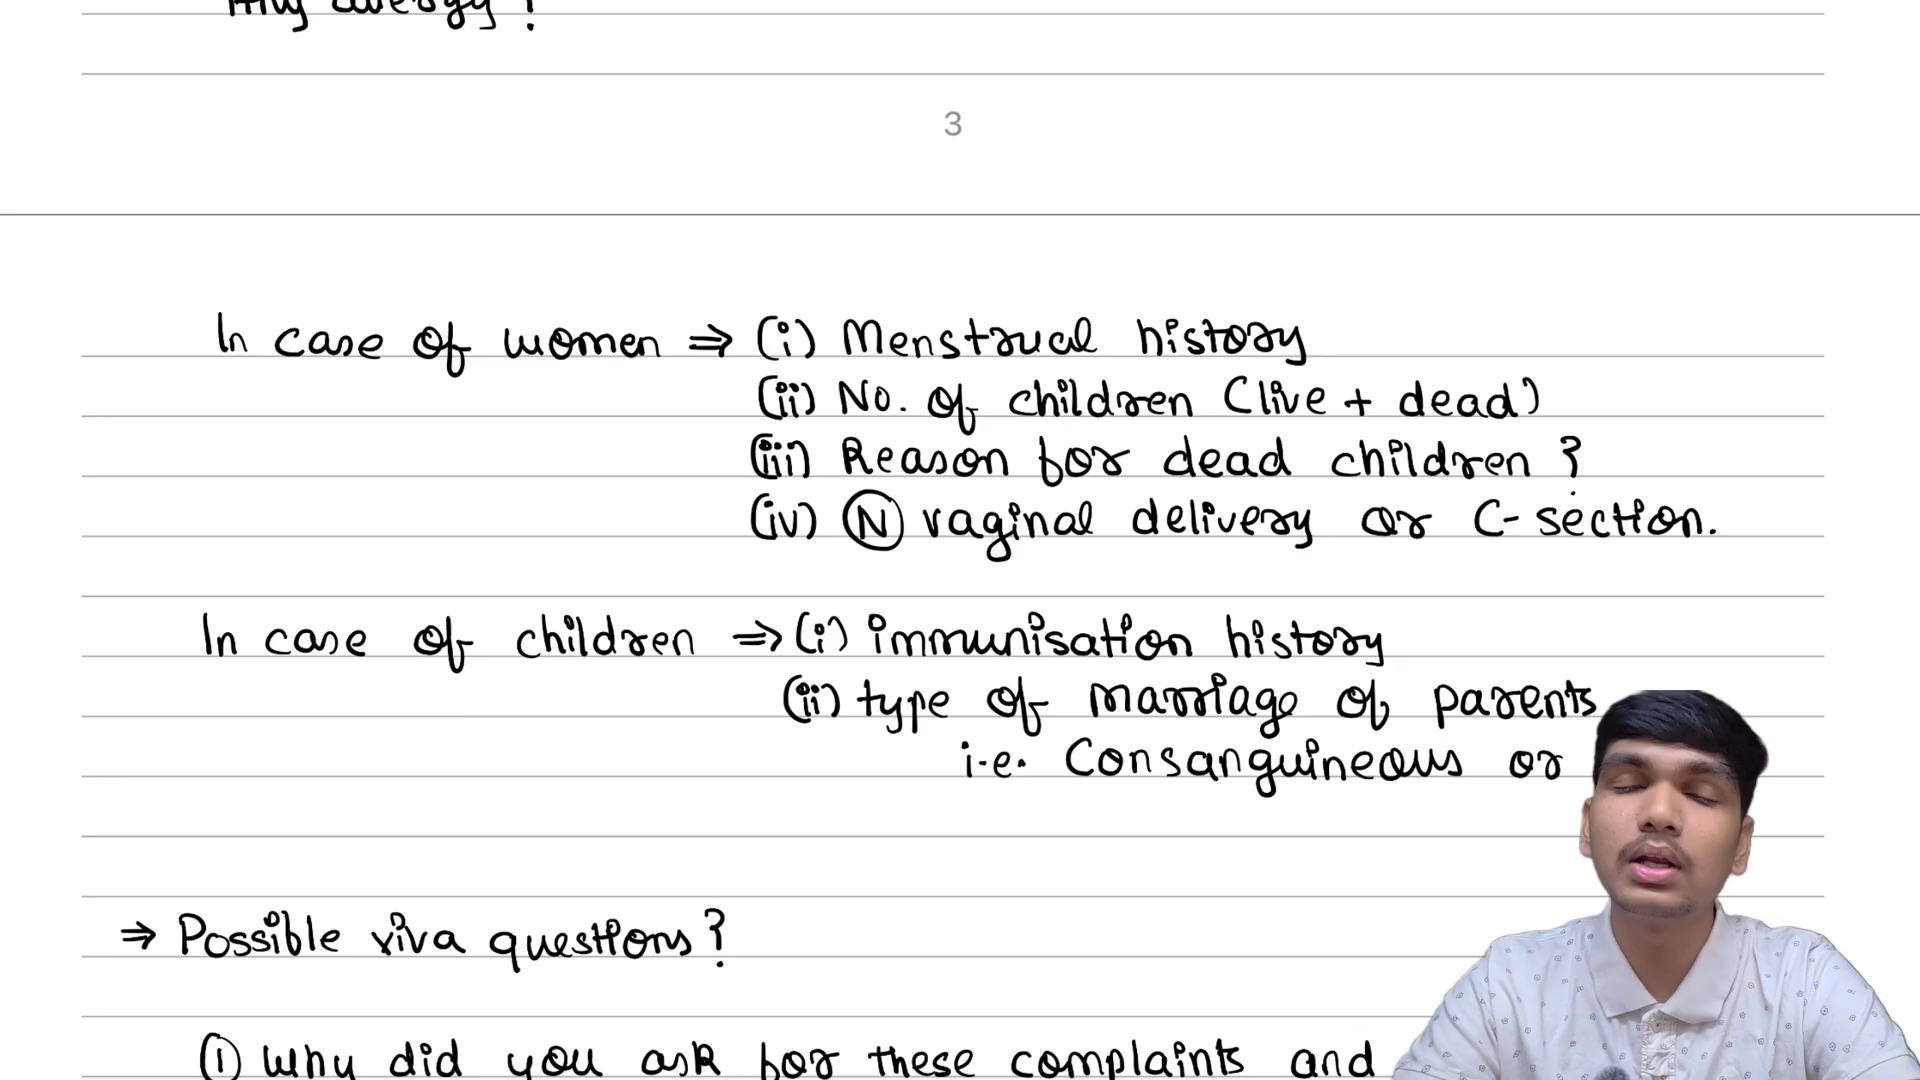 Any allergy ?
3
In case of women ⇒ (i) Menstrual history
(ii) No. of children (live + dead)
(iii) Reason for dead children ?
(iv) Ⓝ vaginal delivery or C-section.
In case of children ⇒ (i) immunisation history
(ii) type of marriage of parents
i.e. Consanguineous or
⇒ Possible viva questions?
① Why did you ask for these complaints and